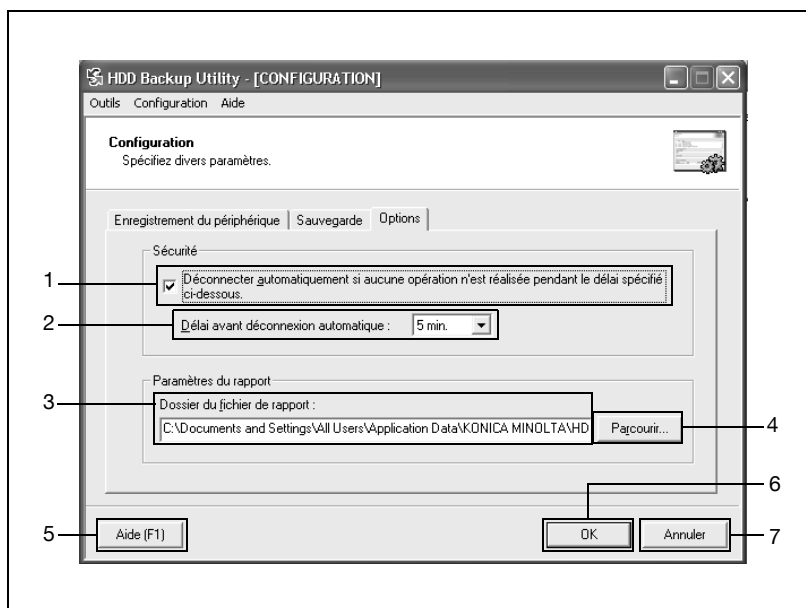 HDD Backup Utility - [CONFIGURATION]
Outils Configuration Aide
Configuration
Spécifiez divers paramètres.
Enregistrement du périphérique Sauvegarde Options
Sécurité
1
Déconnecter automatiquement si aucune opération n'est réalisée pendant le délai spécifié
ci-dessous.
2
Délai avant déconnexion automatique : 5 min.
Paramètres du rapport
3
Dossier du fichier de rapport :
C:\Documents and Settings\All Users\Application Data\KONICA MINOLTA\HD Parcourir... 4
6
5 Aide (F1) OK Annuler 7